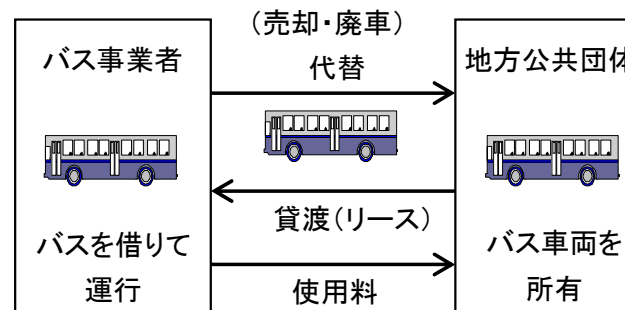 バス事業者
バスを借りて
運行
(売却・廃車)
代替
貸渡(リース)
使用料
地方公共団体
バス車両を
所有